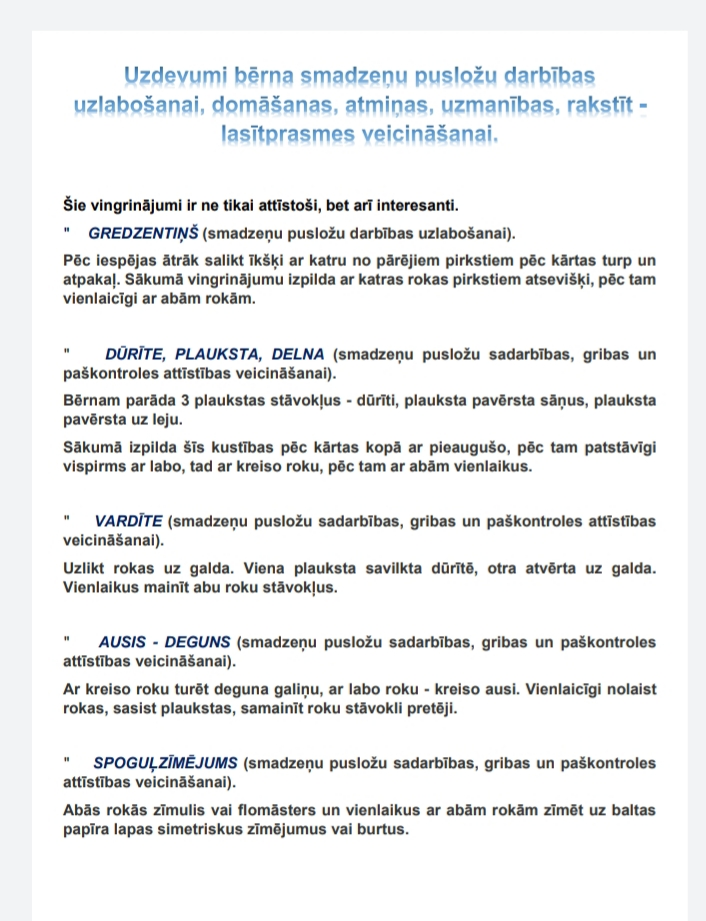 Uzdevumi bērna smadzeņu pusložu darbības
uzlabošanai, domāšanas, atmiņas, uzmanības, rakstīt -
lasītprasmes veicināšanai.
Šie vingrinājumi ir ne tikai attīstoši, bet arī interesanti.
" GREDZENTIŅŠ (smadzeņu pusložu darbības uzlabošanai).
Pēc iespējas ātrāk salikt īkšķi ar katru no pārējiem pirkstiem pēc kārtas turp un
atpakaļ. Sākumā vingrinājumu izpilda ar katras rokas pirkstiem atsevišķi, pēc tam
vienlaicīgi ar abām rokām.
" DŪRĪTE, PLAUKSTA, DELNA (smadzeņu pusložu sadarbības, gribas un
paškontroles attīstības veicināšanai).
Bērnam parāda 3 plaukstas stāvokļus - dūrīti, plauksta pavērsta sāņus, plauksta
pavērsta uz leju.
Sākumā izpilda šīs kustības pēc kārtas kopā ar pieaugušo, pēc tam patstāvīgi
vispirms ar labo, tad ar kreiso roku, pēc tam ar abām vienlaikus.
" VARDĪTE (smadzeņu pusložu sadarbības, gribas un paškontroles attīstības
veicināšanai).
Uzlikt rokas uz galda. Viena plauksta savilkta dūrītē, otra atvērta uz galda.
Vienlaikus mainīt abu roku stāvokļus.
" AUSIS - DEGUNS (smadzeņu pusložu sadarbības, gribas un paškontroles
attīstības veicināšanai).
Ar kreiso roku turēt deguna galiņu, ar labo roku - kreiso ausi. Vienlaicīgi nolaist
rokas, sasist plaukstas, samainīt roku stāvokli pretēji.
" SPOGUĻZĪMĒJUMS (smadzeņu pusložu sadarbības, gribas un paškontroles
attīstības veicināšanai).
Abās rokās zīmulis vai flomāsters un vienlaikus ar abām rokām zīmēt uz baltas
papīra lapas simetriskus zīmējumus vai burtus.